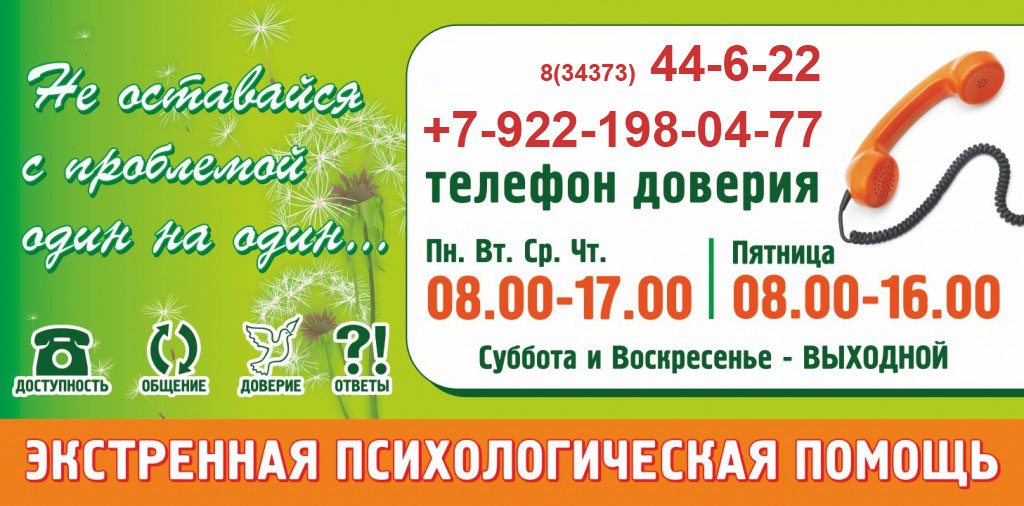 Не оставайся
с проблемой
один на один...
8(34373) 44-6-22
+7-922-198-04-77
телефон доверия
Пн. Вт. Ср. Чт.
08.00-17.00
Пятница
08.00-16.00
Суббота и Воскресенье - ВЫХОДНОЙ
ДОСТУПНОСТЬ
ОБЩЕНИЕ
ДОВЕРИЕ
?!
ОТВЕТЫ
ЭКСТРЕННАЯ ПСИХОЛОГИЧЕСКАЯ ПОМОЩЬ